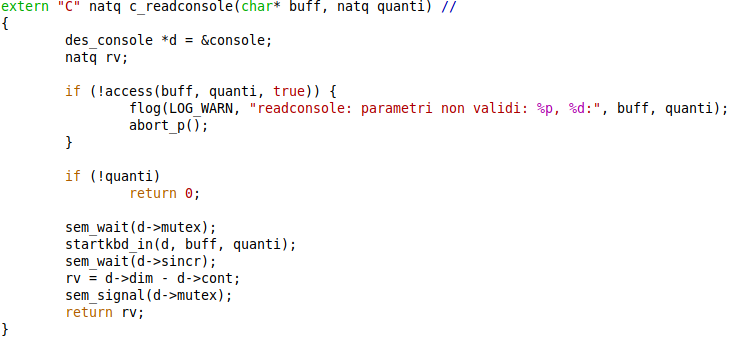 extern "C" natq c_readconsole(char* buff, natq quanti) //
{
        des_console *d = &console;
        natq rv;

        if (!access(buff, quanti, true)) {
                flog(LOG_WARN, "readconsole: parametri non validi: %p, %d:", buff, quanti);
                abort_p();
        }

        if (!quanti)
                return 0;

        sem_wait(d->mutex);
        startkbd_in(d, buff, quanti);
        sem_wait(d->sincr);
        rv = d->dim - d->cont;
        sem_signal(d->mutex);
        return rv;
}